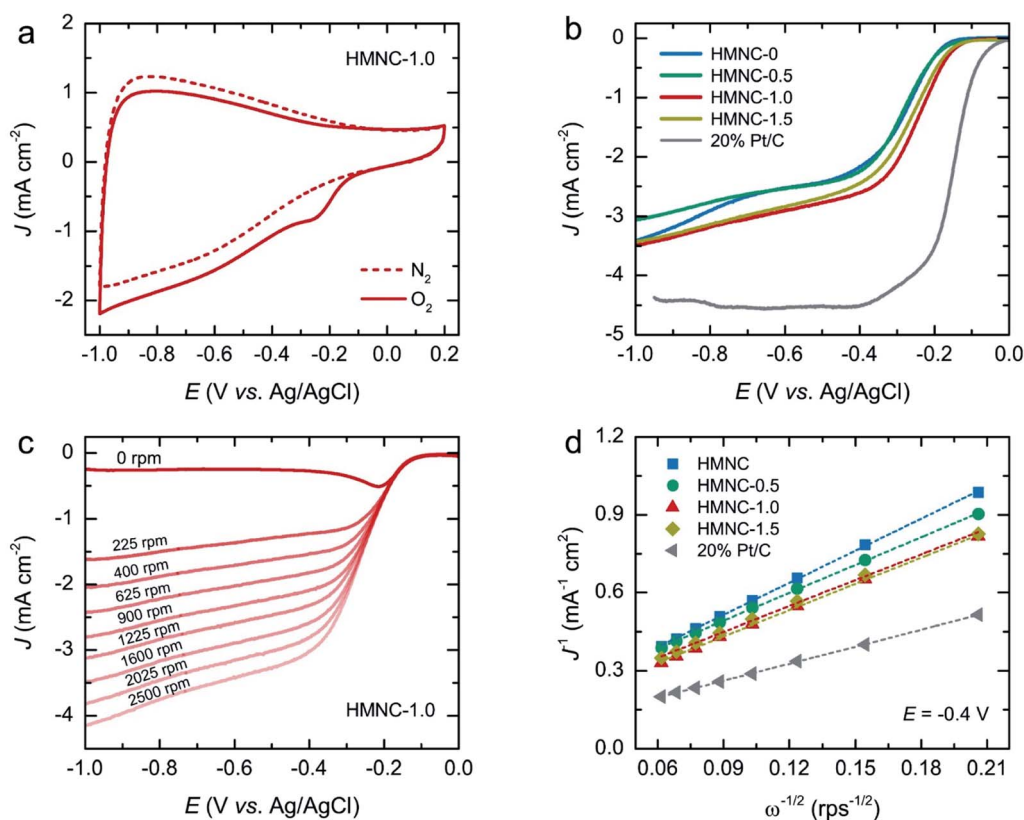 a
HMNC-1.0
2
1
0
-1
-2
J (mA cm⁻²)
N₂
O₂
-1.0 -0.8 -0.6 -0.4 -0.2 0.0 0.2
E (V vs. Ag/AgCl)
b
HMNC-0
HMNC-0.5
HMNC-1.0
HMNC-1.5
20% Pt/C
0
-1
-2
-3
-4
-5
J (mA cm⁻²)
-1.0 -0.8 -0.6 -0.4 -0.2 0.0
E (V vs. Ag/AgCl)
c
0
-1
-2
-3
-4
J (mA cm⁻²)
0 rpm
225 rpm
400 rpm
625 rpm
900 rpm
1225 rpm
1600 rpm
2025 rpm
2500 rpm
HMNC-1.0
-1.0 -0.8 -0.6 -0.4 -0.2 0.0
E (V vs. Ag/AgCl)
d
HMNC
HMNC-0.5
HMNC-1.0
HMNC-1.5
20% Pt/C
1.2
0.9
0.6
0.3
0.0
J⁻¹ (mA⁻¹ cm²)
E = -0.4 V
0.06 0.09 0.12 0.15 0.18 0.21
ω⁻¹/² (rps⁻¹/²)